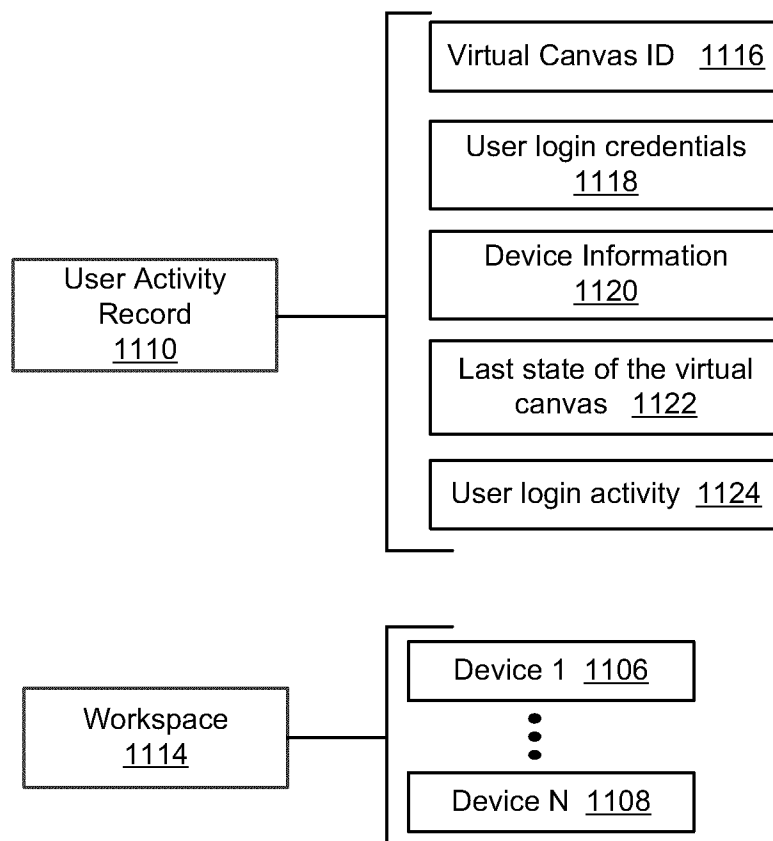 Virtual Canvas ID 1116
User login credentials
1118
Device Information
1120
User Activity
Record
1110
Last state of the virtual
canvas 1122
User login activity 1124
Device 1 1106
Workspace
1114
Device N 1108